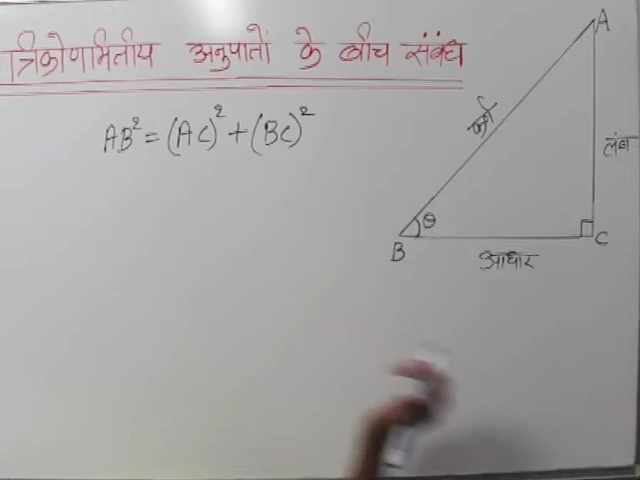 त्रिकोणमितीय अनुपातों के बीच संबंध
AB² = (AC)² + (BC)²
A
कर्ण
लंब
θ
B
C
आधार